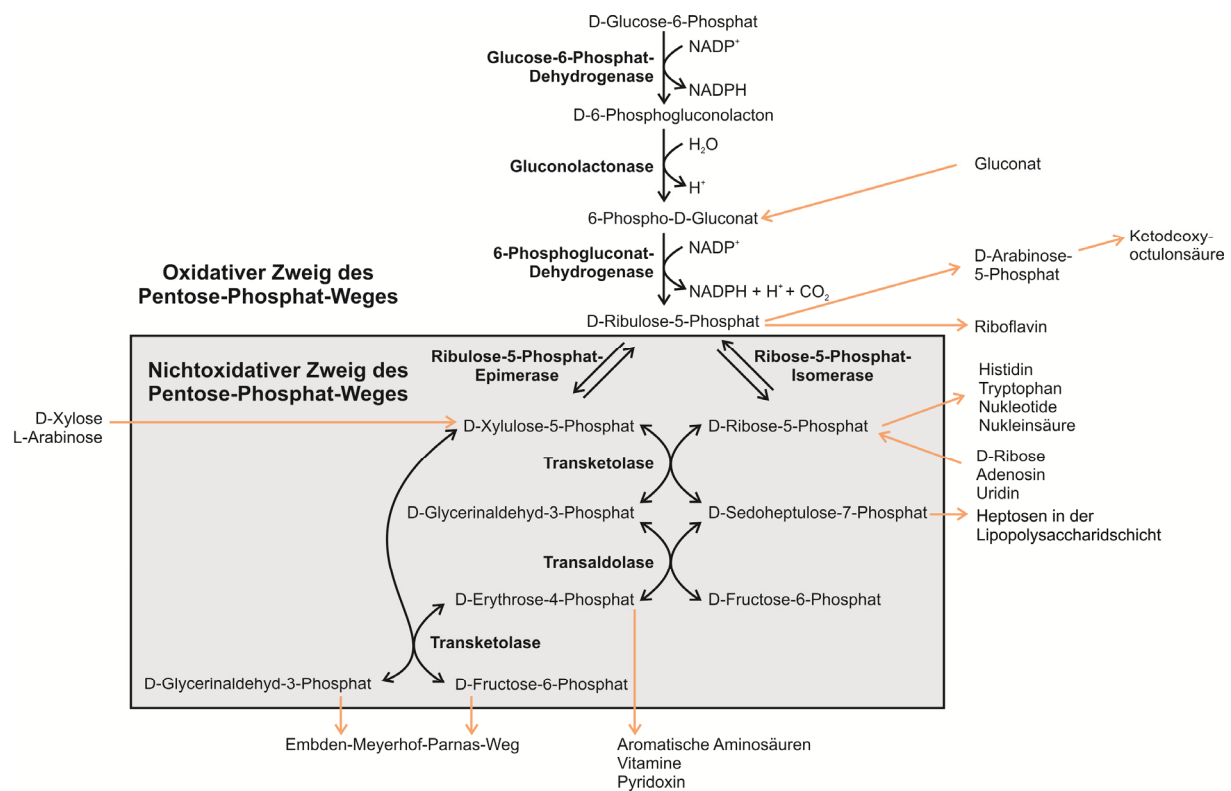 D-Glucose-6-Phosphat
Glucose-6-Phosphat-
Dehydrogenase
NADP⁺
NADPH
D-6-Phosphogluconolacton
Gluconolactonase
H₂O
H⁺
Gluconat
6-Phospho-D-Gluconat
6-Phosphogluconat-
Dehydrogenase
NADP⁺
NADPH + H⁺ + CO₂
D-Arabinose-
5-Phosphat
Ketodeoxy-
octulonsäure
Oxidativer Zweig des
Pentose-Phosphat-Weges
D-Ribulose-5-Phosphat
Riboflavin
Nichtoxidativer Zweig des
Pentose-Phosphat-Weges
Ribulose-5-Phosphat-
Epimerase
Ribose-5-Phosphat-
Isomerase
Histidin
Tryptophan
Nukleotide
Nukleinsäure
D-Xylose
L-Arabinose
D-Xylulose-5-Phosphat
D-Ribose-5-Phosphat
D-Ribose
Adenosin
Uridin
Transketolase
D-Glycerinaldehyd-3-Phosphat
D-Sedoheptulose-7-Phosphat
Heptosen in der
Lipopolysaccharidschicht
Transaldolase
D-Erythrose-4-Phosphat
D-Fructose-6-Phosphat
Transketolase
D-Glycerinaldehyd-3-Phosphat
D-Fructose-6-Phosphat
Embden-Meyerhof-Parnas-Weg
Aromatische Aminosäuren
Vitamine
Pyridoxin